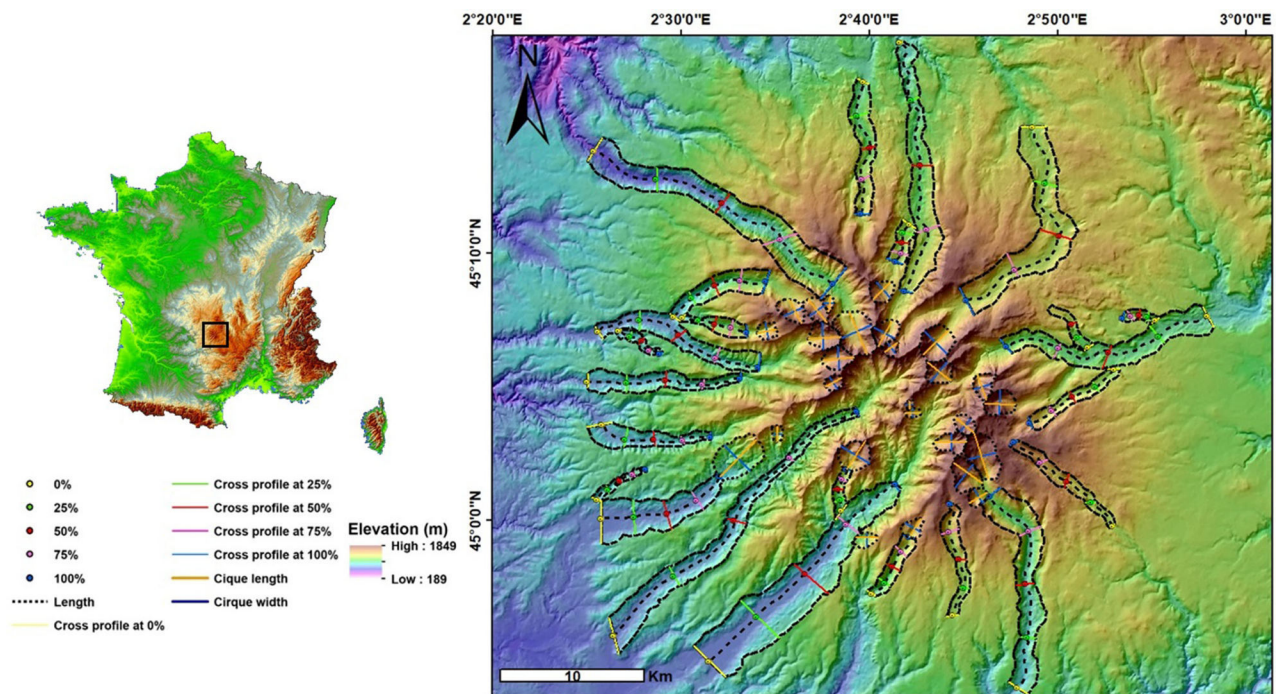 2°20'0"E 2°30'0"E 2°40'0"E 2°50'0"E 3°0'0"E
N
45°10'0"N
45°0'0"N
0%
25%
50%
75%
100%
Length
Cross profile at 0%
Cross profile at 25%
Cross profile at 50%
Cross profile at 75%
Cross profile at 100%
Cique length
Cirque width
Elevation (m)
High : 1849
Low : 189
10 Km